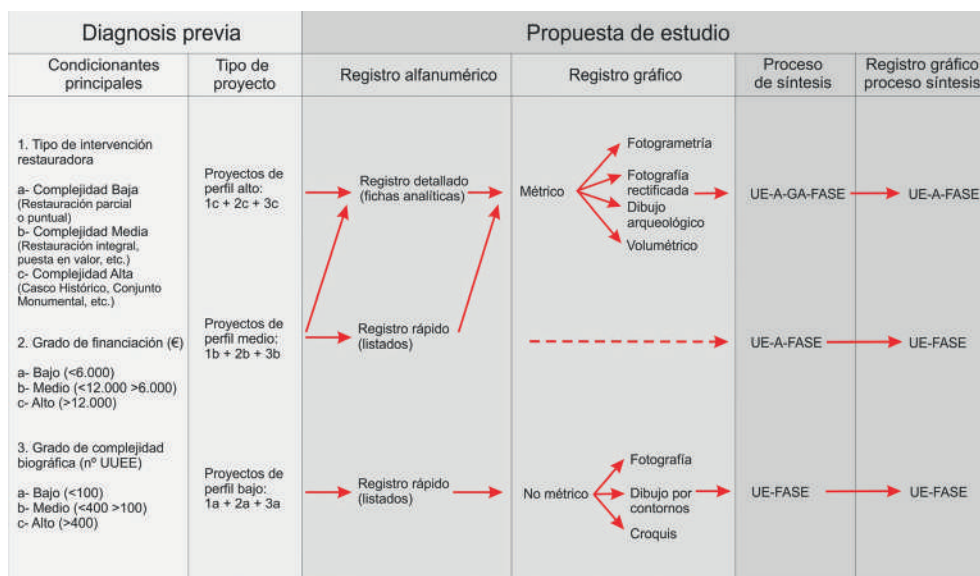 Diagnosis previa
Propuesta de estudio
Condicionantes
principales
Tipo de
proyecto
Registro alfanumérico
Registro gráfico
Proceso
de síntesis
Registro gráfico
proceso síntesis
1. Tipo de intervención
restauradora
a- Complejidad Baja
(Restauración parcial
o puntual)
b- Complejidad Media
(Restauración integral,
puesta en valor, etc.)
c- Complejidad Alta
(Casco Histórico, Conjunto
Monumental, etc.)
2. Grado de financiación (€)
a- Bajo (<6.000)
b- Medio (<12.000 >6.000)
c- Alto (>12.000)
3. Grado de complejidad
biográfica (nº UUEE)
a- Bajo (<100)
b- Medio (<400 >100)
c- Alto (>400)
Proyectos de
perfil alto:
1c + 2c + 3c
Registro detallado
(fichas analíticas)
Métrico
Fotogrametría
Fotografía
rectificada
Dibujo
arqueológico
Volumétrico
UE-A-GA-FASE
UE-A-FASE
Proyectos de
perfil medio:
1b + 2b + 3b
Registro rápido
(listados)
UE-A-FASE
UE-FASE
Proyectos de
perfil bajo:
1a + 2a + 3a
Registro rápido
(listados)
No métrico
Fotografía
Dibujo por
contornos
Croquis
UE-FASE
UE-FASE